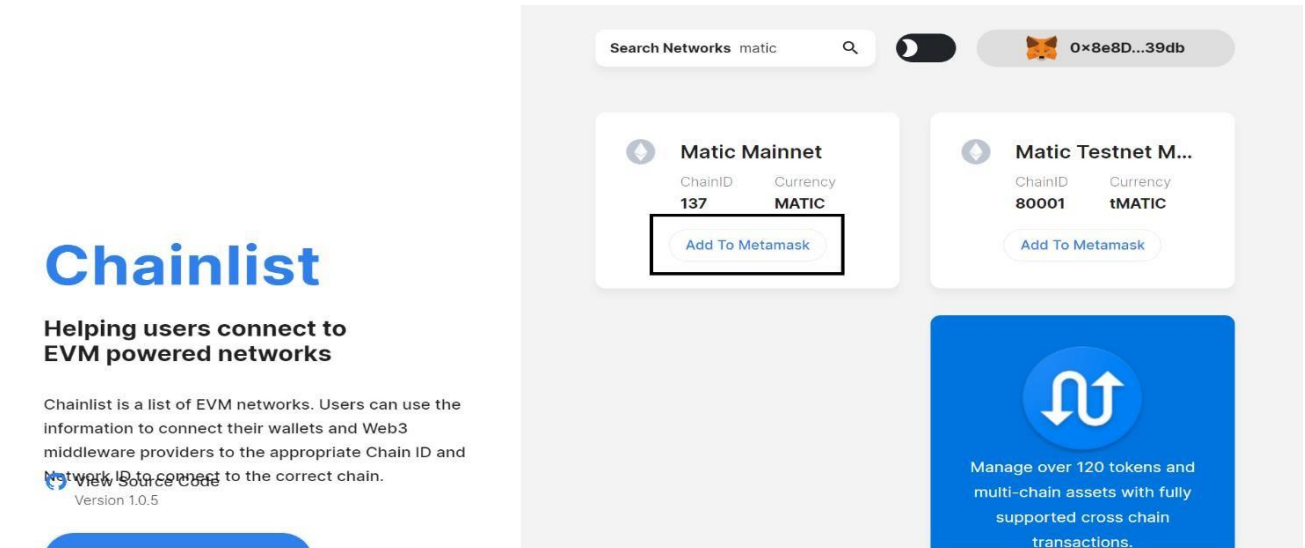 Search Networks matic
0×8e8D...39db
Matic Mainnet
ChainID Currency
137 MATIC
Add To Metamask
Matic Testnet M...
ChainID Currency
80001 tMATIC
Add To Metamask
Chainlist
Helping users connect to
EVM powered networks
Chainlist is a list of EVM networks. Users can use the
information to connect their wallets and Web3
middleware providers to the appropriate Chain ID and
Network ID to connect to the correct chain.
View Source Code
Version 1.0.5
Manage over 120 tokens and
multi-chain assets with fully
supported cross chain
transactions.